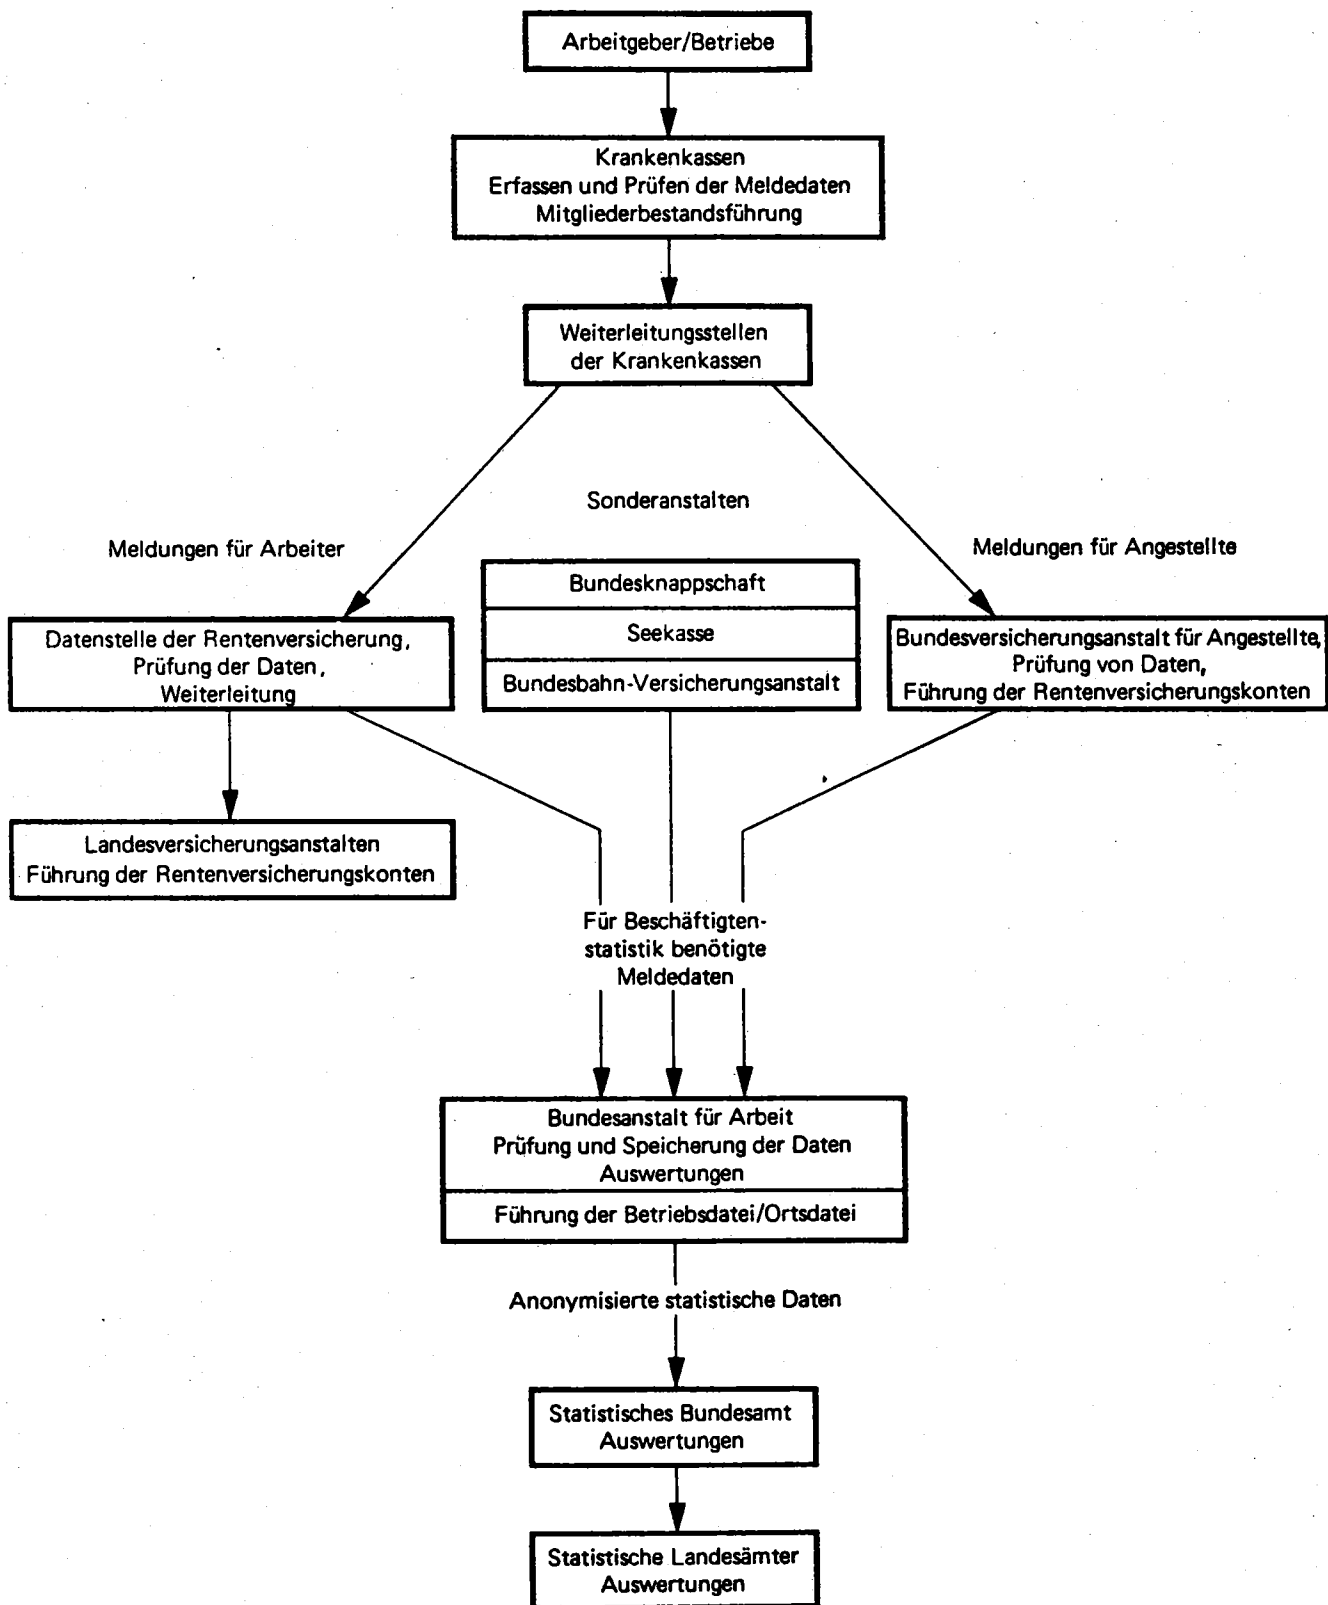 Arbeitgeber/Betriebe
Krankenkassen
Erfassen und Prüfen der Meldedaten
Mitgliederbestandsführung
Weiterleitungsstellen
der Krankenkassen
Sonderanstalten
Meldungen für Arbeiter
Meldungen für Angestellte
Bundesknappschaft
Seekasse
Bundesbahn-Versicherungsanstalt
Datenstelle der Rentenversicherung,
Prüfung der Daten,
Weiterleitung
Bundesversicherungsanstalt für Angestellte,
Prüfung von Daten,
Führung der Rentenversicherungskonten
Landesversicherungsanstalten
Führung der Rentenversicherungskonten
Für Beschäftigten-
statistik benötigte
Meldedaten
Bundesanstalt für Arbeit
Prüfung und Speicherung der Daten
Auswertungen
Führung der Betriebsdatei/Ortsdatei
Anonymisierte statistische Daten
Statistisches Bundesamt
Auswertungen
Statistische Landesämter
Auswertungen